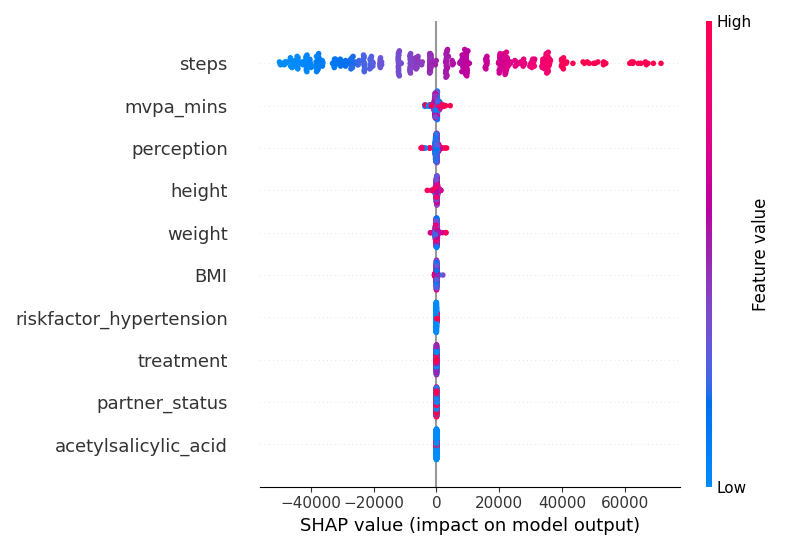 High
steps
mvpa_mins
perception
height
weight
BMI
riskfactor_hypertension
treatment
partner_status
acetylsalicylic_acid
Feature value
Low
−40000 −20000 0 20000 40000 60000
SHAP value (impact on model output)